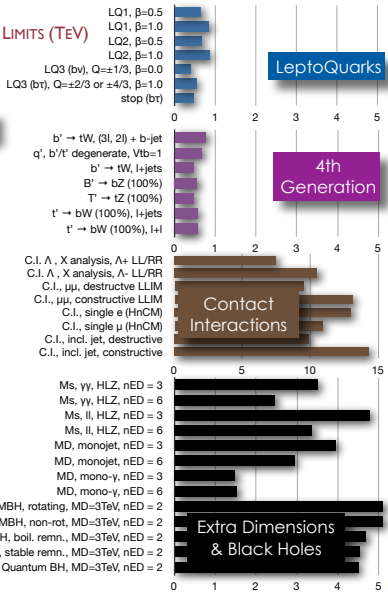 LIMITS (TEV)
LQ1, β=0.5
LQ1, β=1.0
LQ2, β=0.5
LQ2, β=1.0
LQ3 (bν), Q=±1/3, β=0.0
LQ3 (bτ), Q=±2/3 or ±4/3, β=1.0
stop (bτ)
LeptoQuarks
0 1 2 3 4 5
b' → tW, (3l, 2l) + b-jet
q', b'/t' degenerate, Vtb=1
b' → tW, l+jets
B' → bZ (100%)
T' → tZ (100%)
t' → bW (100%), l+jets
t' → bW (100%), l+l
4th
Generation
0 1 2 3 4 5
C.I. Λ , X analysis, Λ+ LL/RR
C.I. Λ , X analysis, Λ- LL/RR
C.I., μμ, destructve LLIM
C.I., μμ, constructive LLIM
C.I., single e (HnCM)
C.I., single μ (HnCM)
C.I., incl. jet, destructive
C.I., incl. jet, constructive
Contact
Interactions
0 5 10 15
Ms, γγ, HLZ, nED = 3
Ms, γγ, HLZ, nED = 6
Ms, ll, HLZ, nED = 3
Ms, ll, HLZ, nED = 6
MD, monojet, nED = 3
MD, monojet, nED = 6
MD, mono-γ, nED = 3
MD, mono-γ, nED = 6
MBH, rotating, MD=3TeV, nED = 2
MBH, non-rot, MD=3TeV, nED = 2
H, boil. remn., MD=3TeV, nED = 2
, stable remn., MD=3TeV, nED = 2
Quantum BH, MD=3TeV, nED = 2
Extra Dimensions
& Black Holes
0 1 2 3 4 5